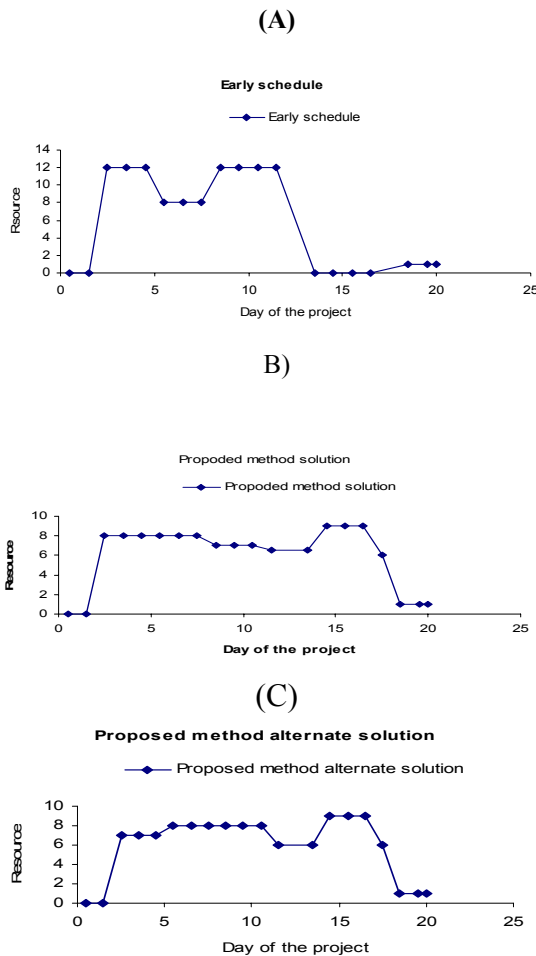 (A)
Early schedule
Early schedule
14
12
10
8
6
4
2
0
Rsource
0 5 10 15 20 25
Day of the project
B)
Propoded method solution
Propoded method solution
10
8
6
4
2
0
Resource
0 5 10 15 20 25
Day of the project
(C)
Proposed method alternate solution
Proposed method alternate solution
10
8
6
4
2
0
Resource
0 5 10 15 20 25
Day of the project